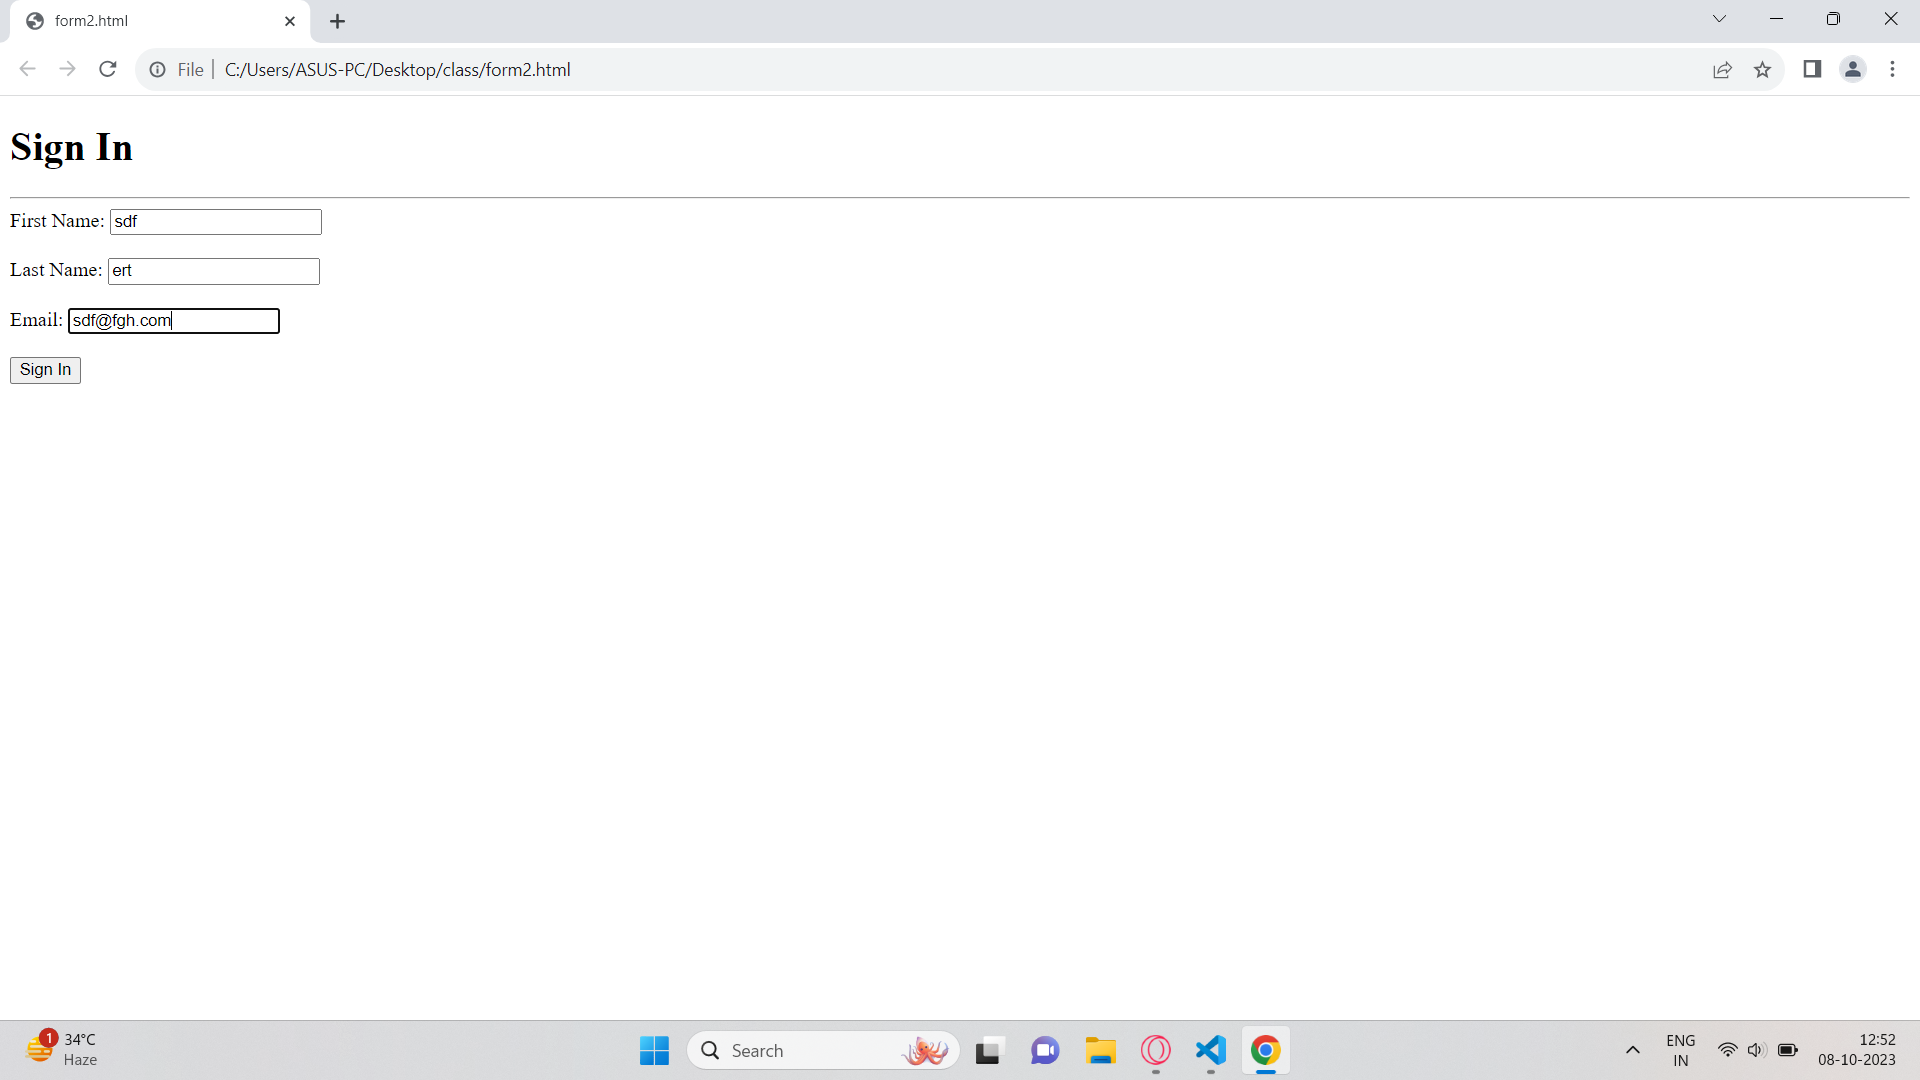 form2.html
File
C:/Users/ASUS-PC/Desktop/class/form2.html
Sign In
First Name: sdf
Last Name: ert
Email: sdf@fgh.com
Sign In
1
34°C
Haze
Search
ENG
IN
12:52
08-10-2023